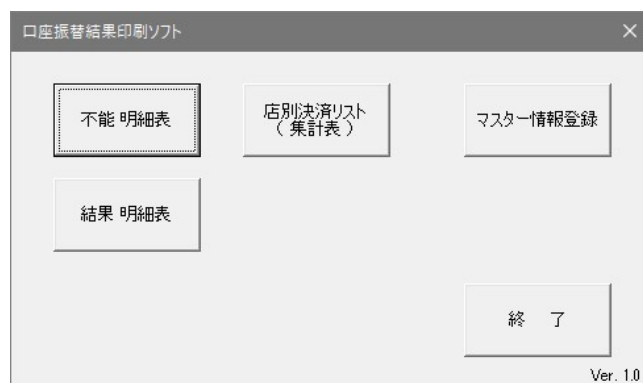 口座振替結果印刷ソフト
不能 明細表
店別決済リスト
（ 集計表 ）
マスター情報登録
結果 明細表
終　了
Ver. 1.0